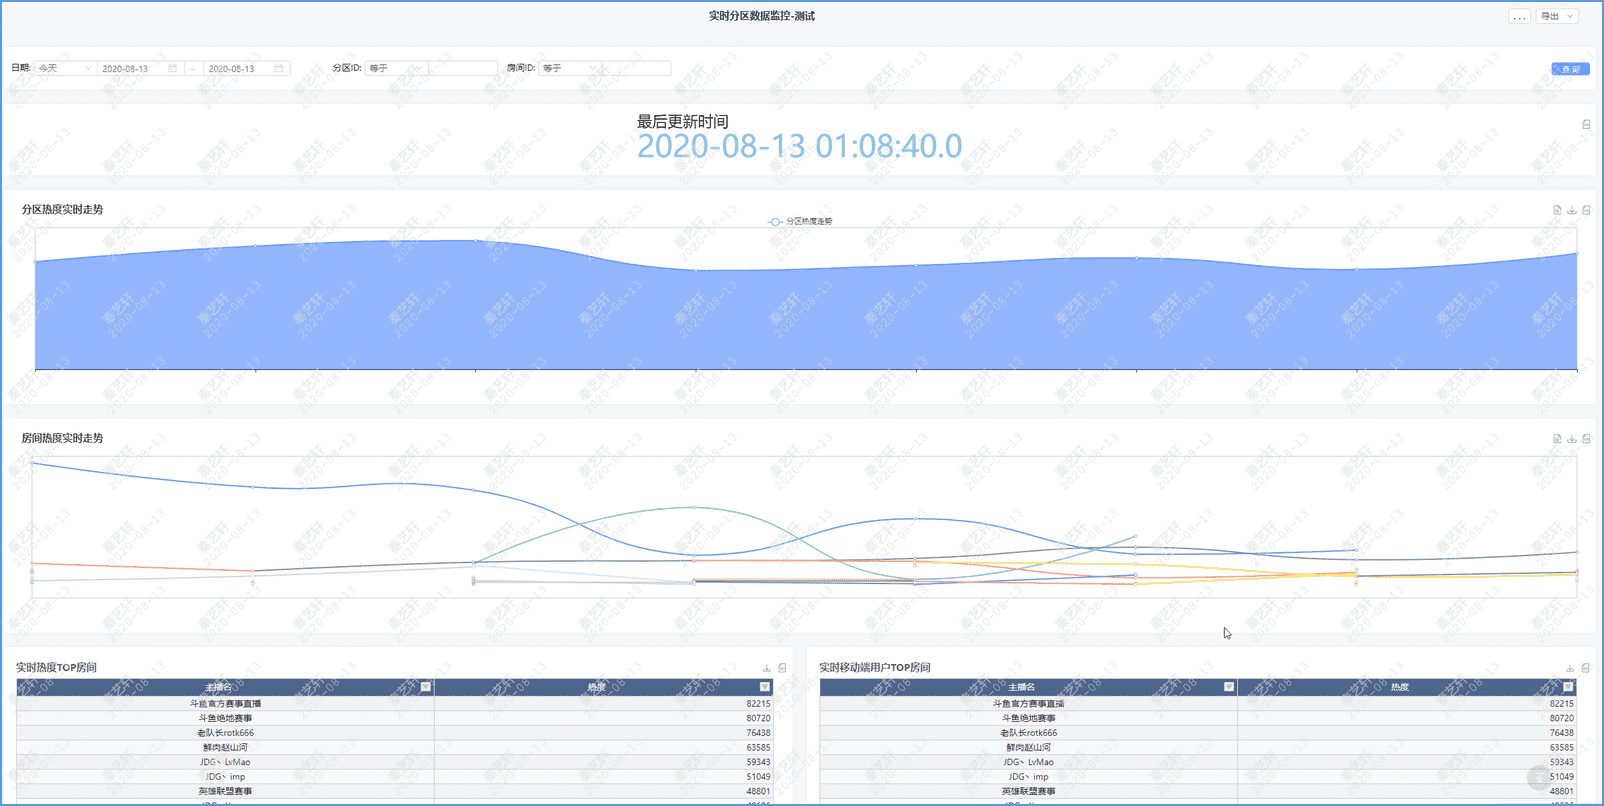 实时分区数据监控-测试
... 导出
日期: 今天 2020-08-13 - 2020-08-13 分区ID: 等于 房间ID: 等于 查询
最后更新时间
2020-08-13 01:08:40.0
分区热度实时走势
分区热度走势
房间热度实时走势
实时热度TOP房间
主播名 热度
斗鱼官方赛事直播 82215
斗鱼绝地赛事 80720
老队长rotk666 76438
鲜肉赵山河 63585
JDG丶LvMao 59343
JDG丶imp 51049
英雄联盟赛事 48801
实时移动端用户TOP房间
主播名 热度
斗鱼官方赛事直播 82215
斗鱼绝地赛事 80720
老队长rotk666 76438
鲜肉赵山河 63585
JDG丶LvMao 59343
JDG丶imp 51049
英雄联盟赛事 48801
秦艺轩
2020-08-13